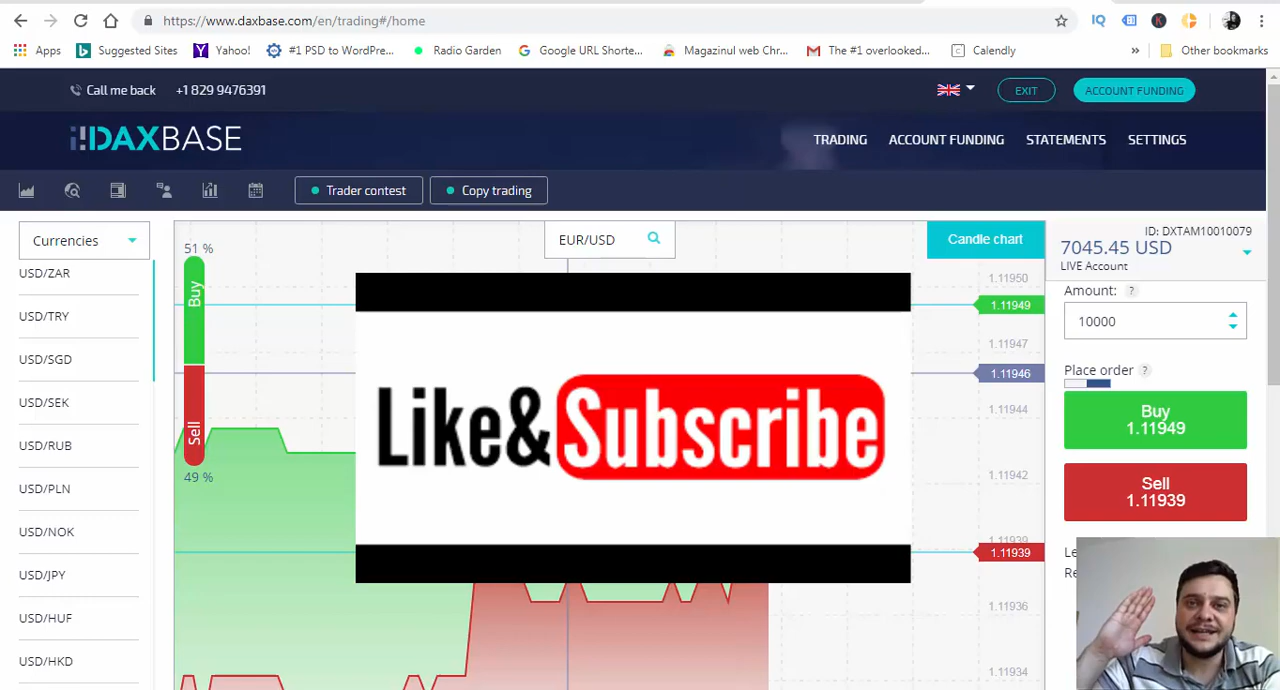 https://www.daxbase.com/en/trading#/home
Apps Suggested Sites Yahoo! #1 PSD to WordPre... Radio Garden Google URL Shorte... Magazinul web Chr... The #1 overlooked... Calendly » Other bookmarks
Call me back +1 829 9476391 EXIT ACCOUNT FUNDING
DAXBASE TRADING ACCOUNT FUNDING STATEMENTS SETTINGS
Trader contest Copy trading
Currencies
USD/ZAR
USD/TRY
USD/SGD
USD/SEK
USD/RUB
USD/PLN
USD/NOK
USD/JPY
USD/HUF
USD/HKD
51 %
Buy
Sell
49 %
EUR/USD
Candle chart
Like&Subscribe
1.11950
1.11949
1.11947
1.11946
1.11944
1.11942
1.11939
1.11939
1.11936
1.11934
ID: DXTAM10010079
7045.45 USD
LIVE Account
Amount: ?
10000
Place order ?
Buy
1.11949
Sell
1.11939